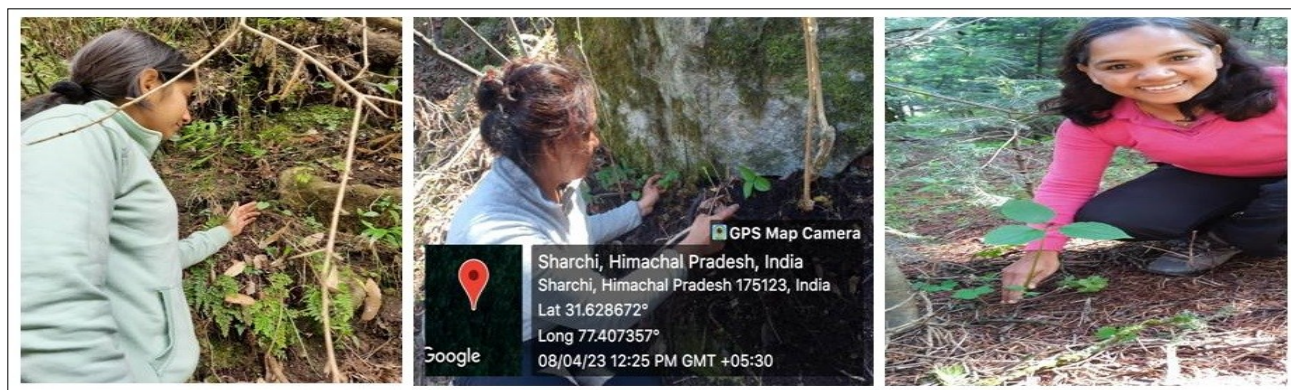 GPS Map Camera
Sharchi, Himachal Pradesh, India
Sharchi, Himachal Pradesh 175123, India
Lat 31.628672°
Long 77.407357°
08/04/23 12:25 PM GMT +05:30
Google